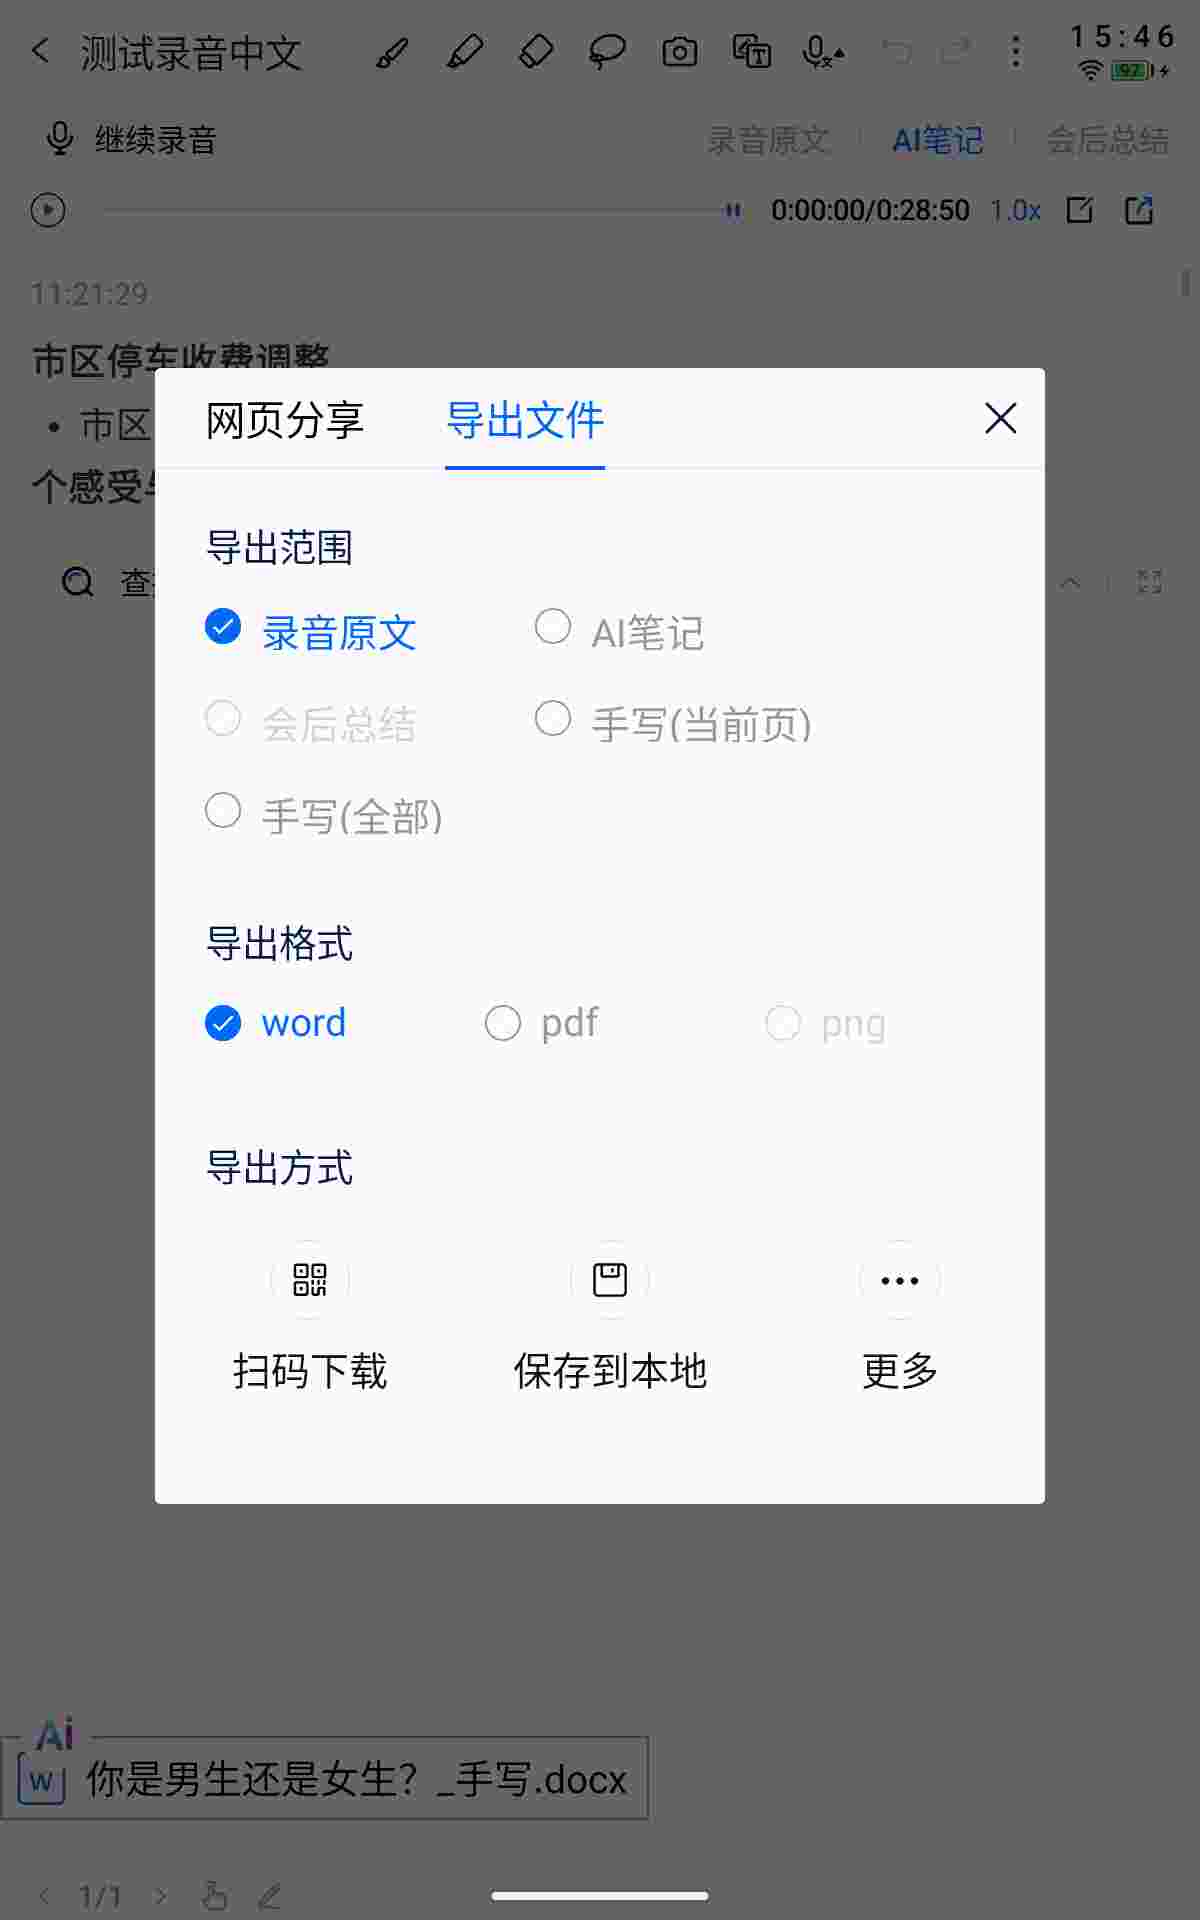 测试录音中文
15:46
97
继续录音
录音原文
AI笔记
会后总结
0:00:00/0:28:50
1.0x
11:21:29
市区停车收费调整
• 市区
个感受
查
网页分享
导出文件
导出范围
录音原文
AI笔记
会后总结
手写(当前页)
手写(全部)
导出格式
word
pdf
png
导出方式
扫码下载
保存到本地
更多
Ai
W 你是男生还是女生？_手写.docx
1/1